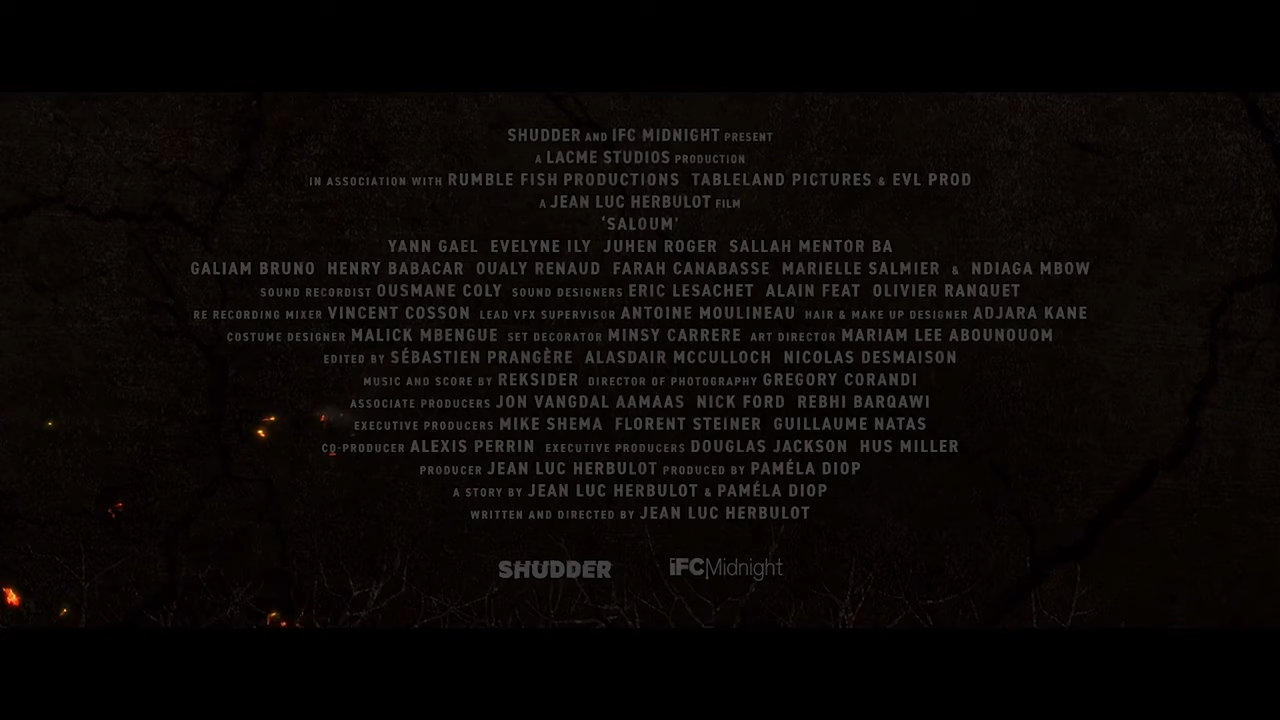 SHUDDER AND IFC MIDNIGHT PRESENT
A LACME STUDIOS PRODUCTION
IN ASSOCIATION WITH RUMBLE FISH PRODUCTIONS TABLELAND PICTURES & EVL PROD
A JEAN LUC HERBULOT FILM
'SALOUM'
YANN GAEL EVELYNE ILY JUHEN ROGER SALLAH MENTOR BA
GALIAM BRUNO HENRY BABACAR OUALY RENAUD FARAH CANABASSE MARIELLE SALMIER & NDIAGA MBOW
SOUND RECORDIST OUSMANE COLY SOUND DESIGNERS ERIC LESACHET ALAIN FEAT OLIVIER RANQUET
RE RECORDING MIXER VINCENT COSSON LEAD VFX SUPERVISOR ANTOINE MOULINEAU HAIR & MAKE UP DESIGNER ADJARA KANE
COSTUME DESIGNER MALICK MBENGUE SET DECORATOR MINSY CARRERE ART DIRECTOR MARIAM LEE ABOUNOUOM
EDITED BY SÉBASTIEN PRANGÈRE ALASDAIR MCCULLOCH NICOLAS DESMAISON
MUSIC AND SCORE BY REKSIDER DIRECTOR OF PHOTOGRAPHY GREGORY CORANDI
ASSOCIATE PRODUCERS JON VANGDAL AAMAAS NICK FORD REBHI BARQAWI
EXECUTIVE PRODUCERS MIKE SHEMA FLORENT STEINER GUILLAUME NATAS
CO-PRODUCER ALEXIS PERRIN EXECUTIVE PRODUCERS DOUGLAS JACKSON HUS MILLER
PRODUCER JEAN LUC HERBULOT PRODUCED BY PAMÉLA DIOP
A STORY BY JEAN LUC HERBULOT & PAMÉLA DIOP
WRITTEN AND DIRECTED BY JEAN LUC HERBULOT
SHUDDER IFC Midnight